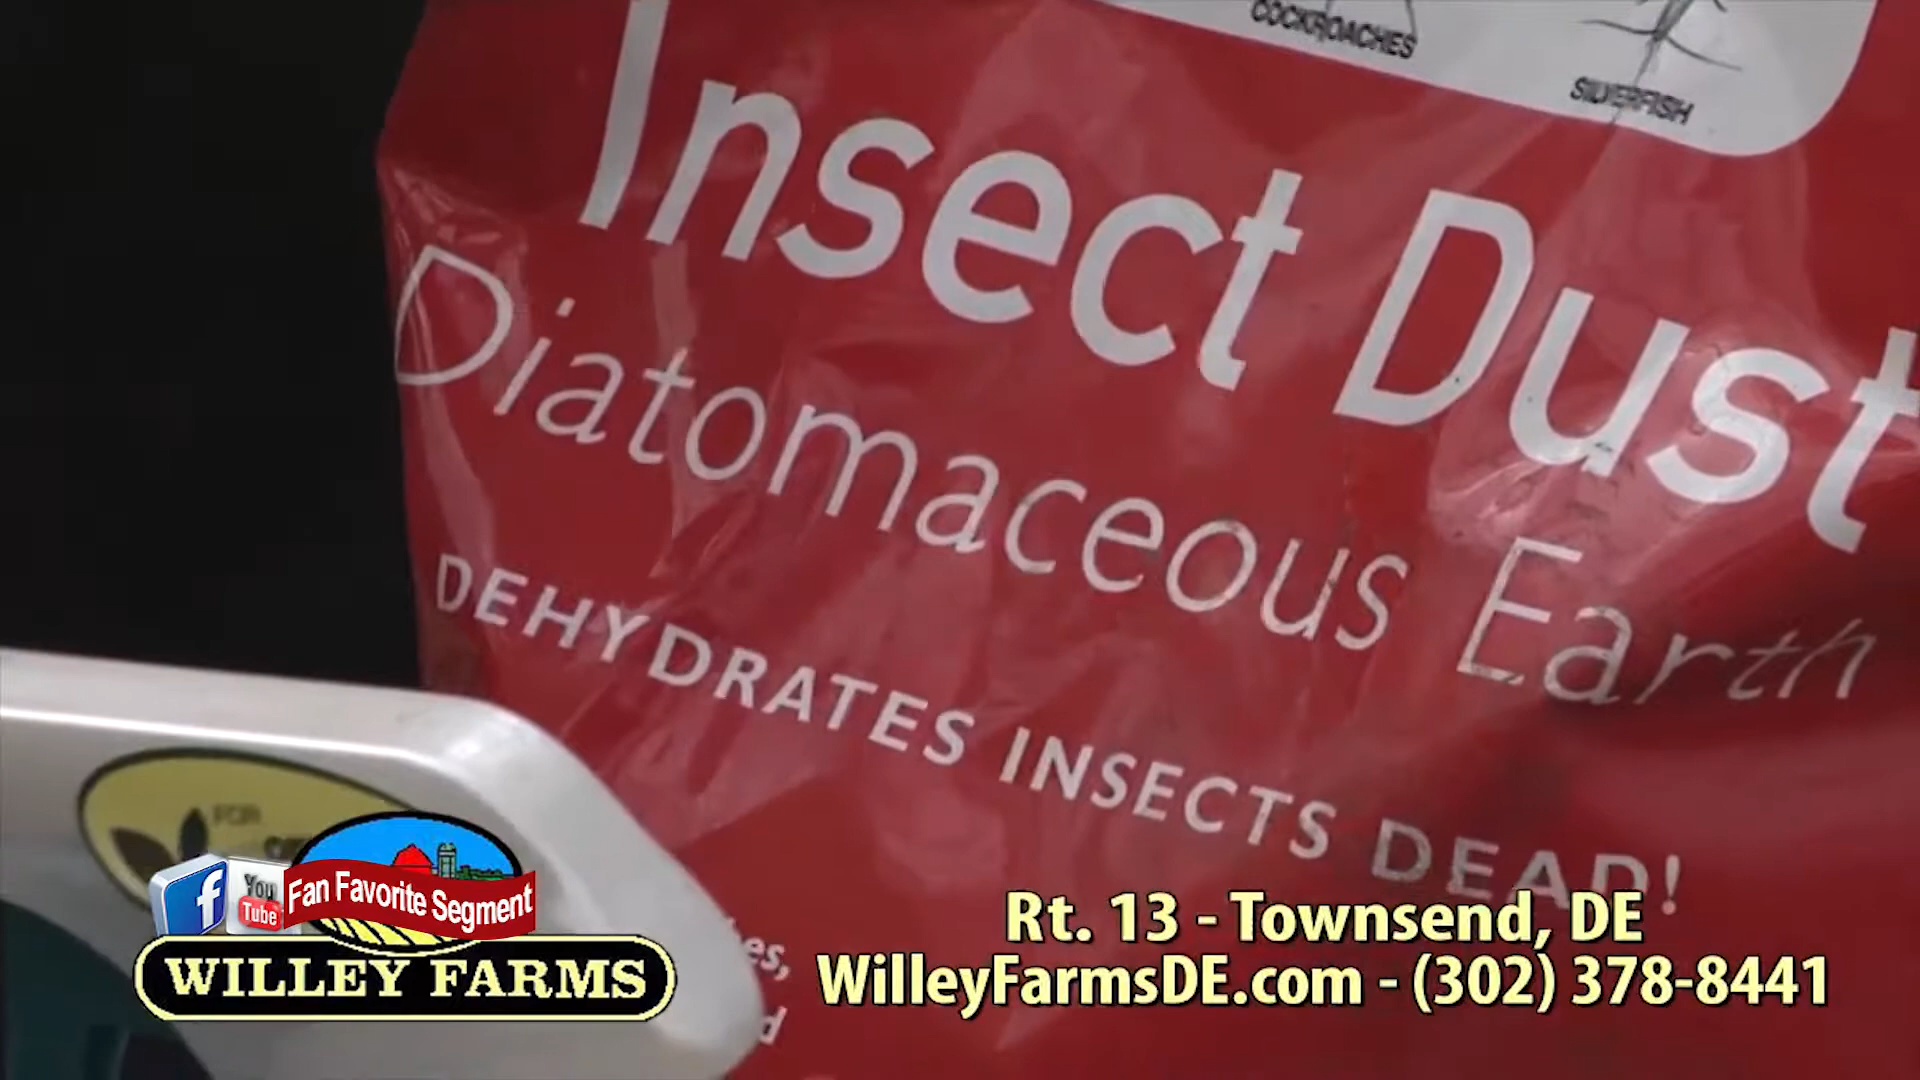 COCKROACHES
SILVERFISH
Insect Dust
Diatomaceous Earth
DEHYDRATES INSECTS DEAD!
FOR
f
You
Tube
Fan Favorite Segment
WILLEY FARMS
Rt. 13 - Townsend, DE
WilleyFarmsDE.com - (302) 378-8441